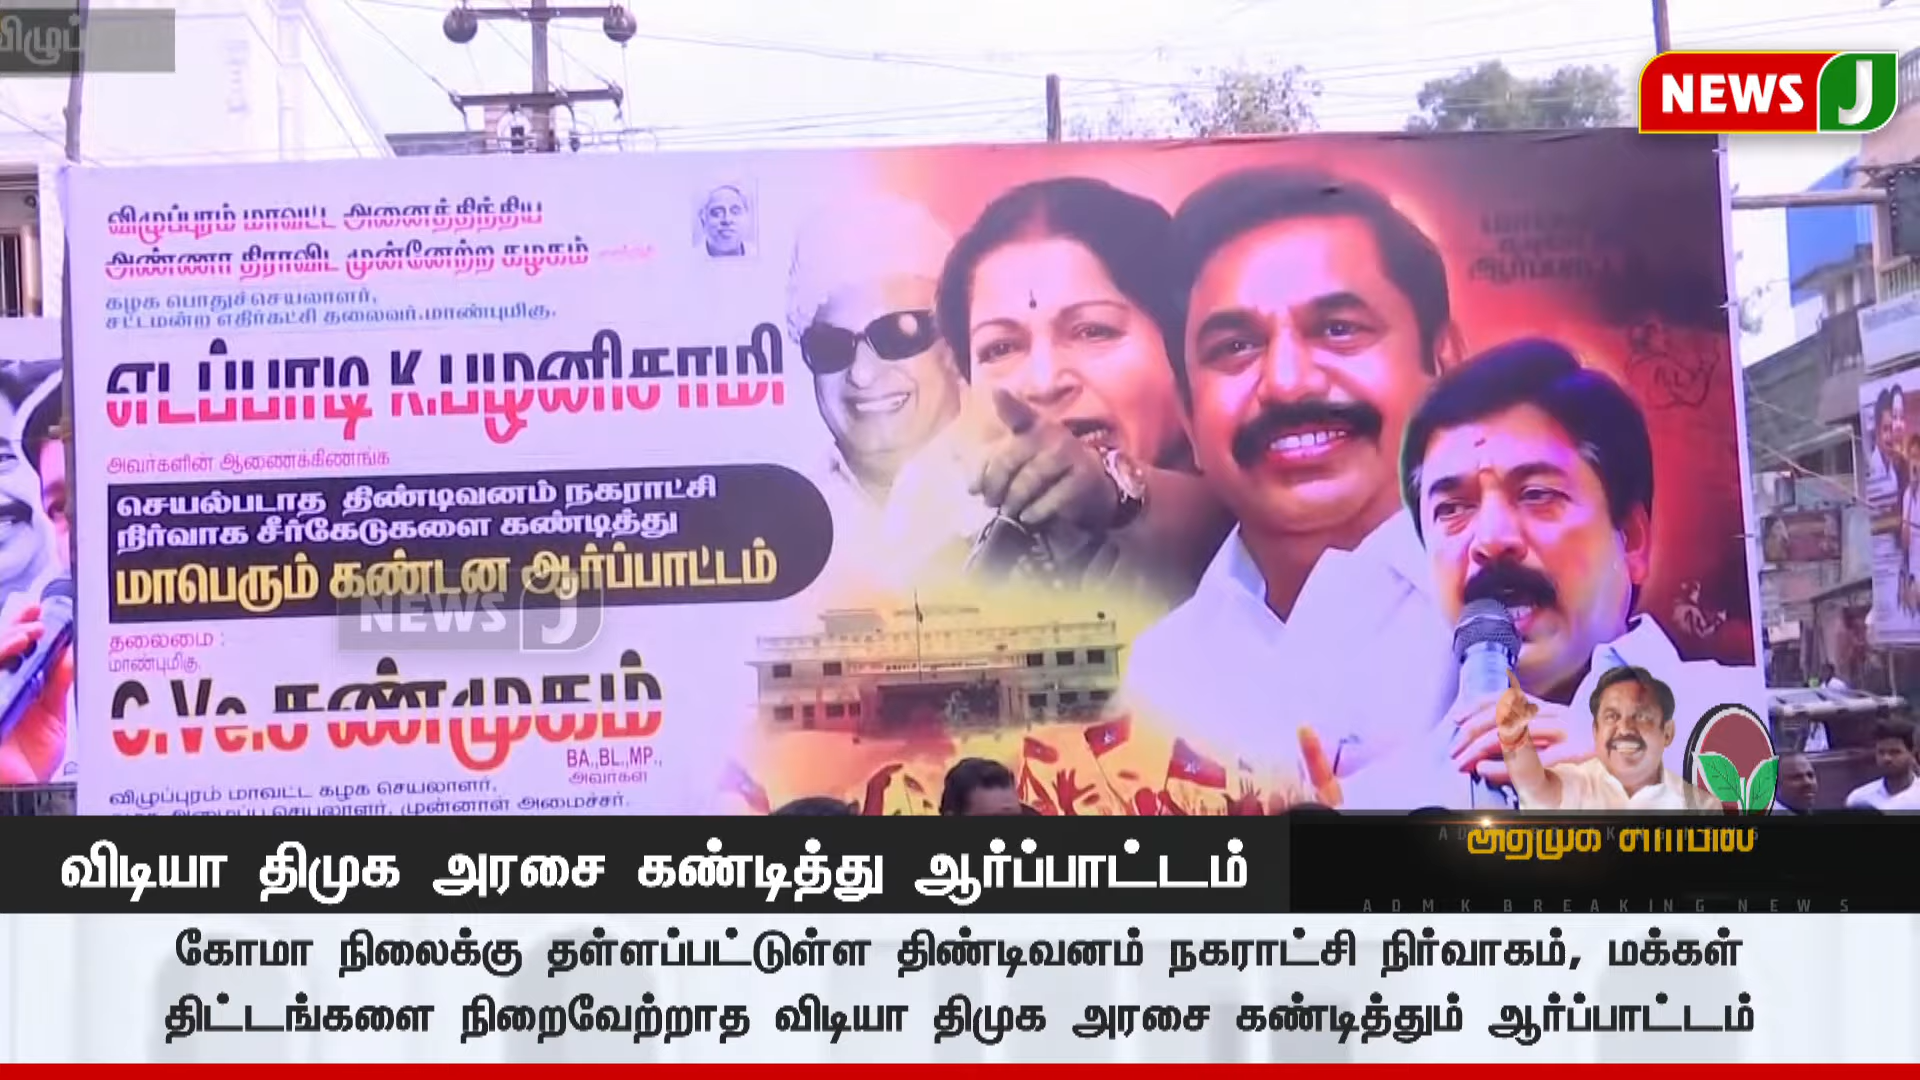 விழுப்
NEWS J
விழுப்புரம் மாவட்ட அனைத்திந்திய
அண்ணா திராவிட முன்னேற்ற கழகம்
கழக பொதுச்செயலாளர்,
சட்டமன்ற எதிர்கட்சி தலைவர்.மாண்புமிகு.
எடப்பாடி K.பழனிசாமி
அவர்களின் ஆணைக்கிணங்க
செயல்படாத திண்டிவனம் நகராட்சி
நிர்வாக சீர்கேடுகளை கண்டித்து
மாபெரும் கண்டன ஆர்ப்பாட்டம்
NEWS J
தலைமை :
மாண்புமிகு.
C.Ve.சண்முகம்
BA.,BL.,MP.,
அவர்கள்
விழுப்புரம் மாவட்ட கழக செயலாளர்,
முன்னாள் அமைச்சர்.
விடியா திமுக அரசை கண்டித்து ஆர்ப்பாட்டம்
ADMK BREAKING NEWS
கோமா நிலைக்கு தள்ளப்பட்டுள்ள திண்டிவனம் நகராட்சி நிர்வாகம், மக்கள்
திட்டங்களை நிறைவேற்றாத விடியா திமுக அரசை கண்டித்தும் ஆர்ப்பாட்டம்